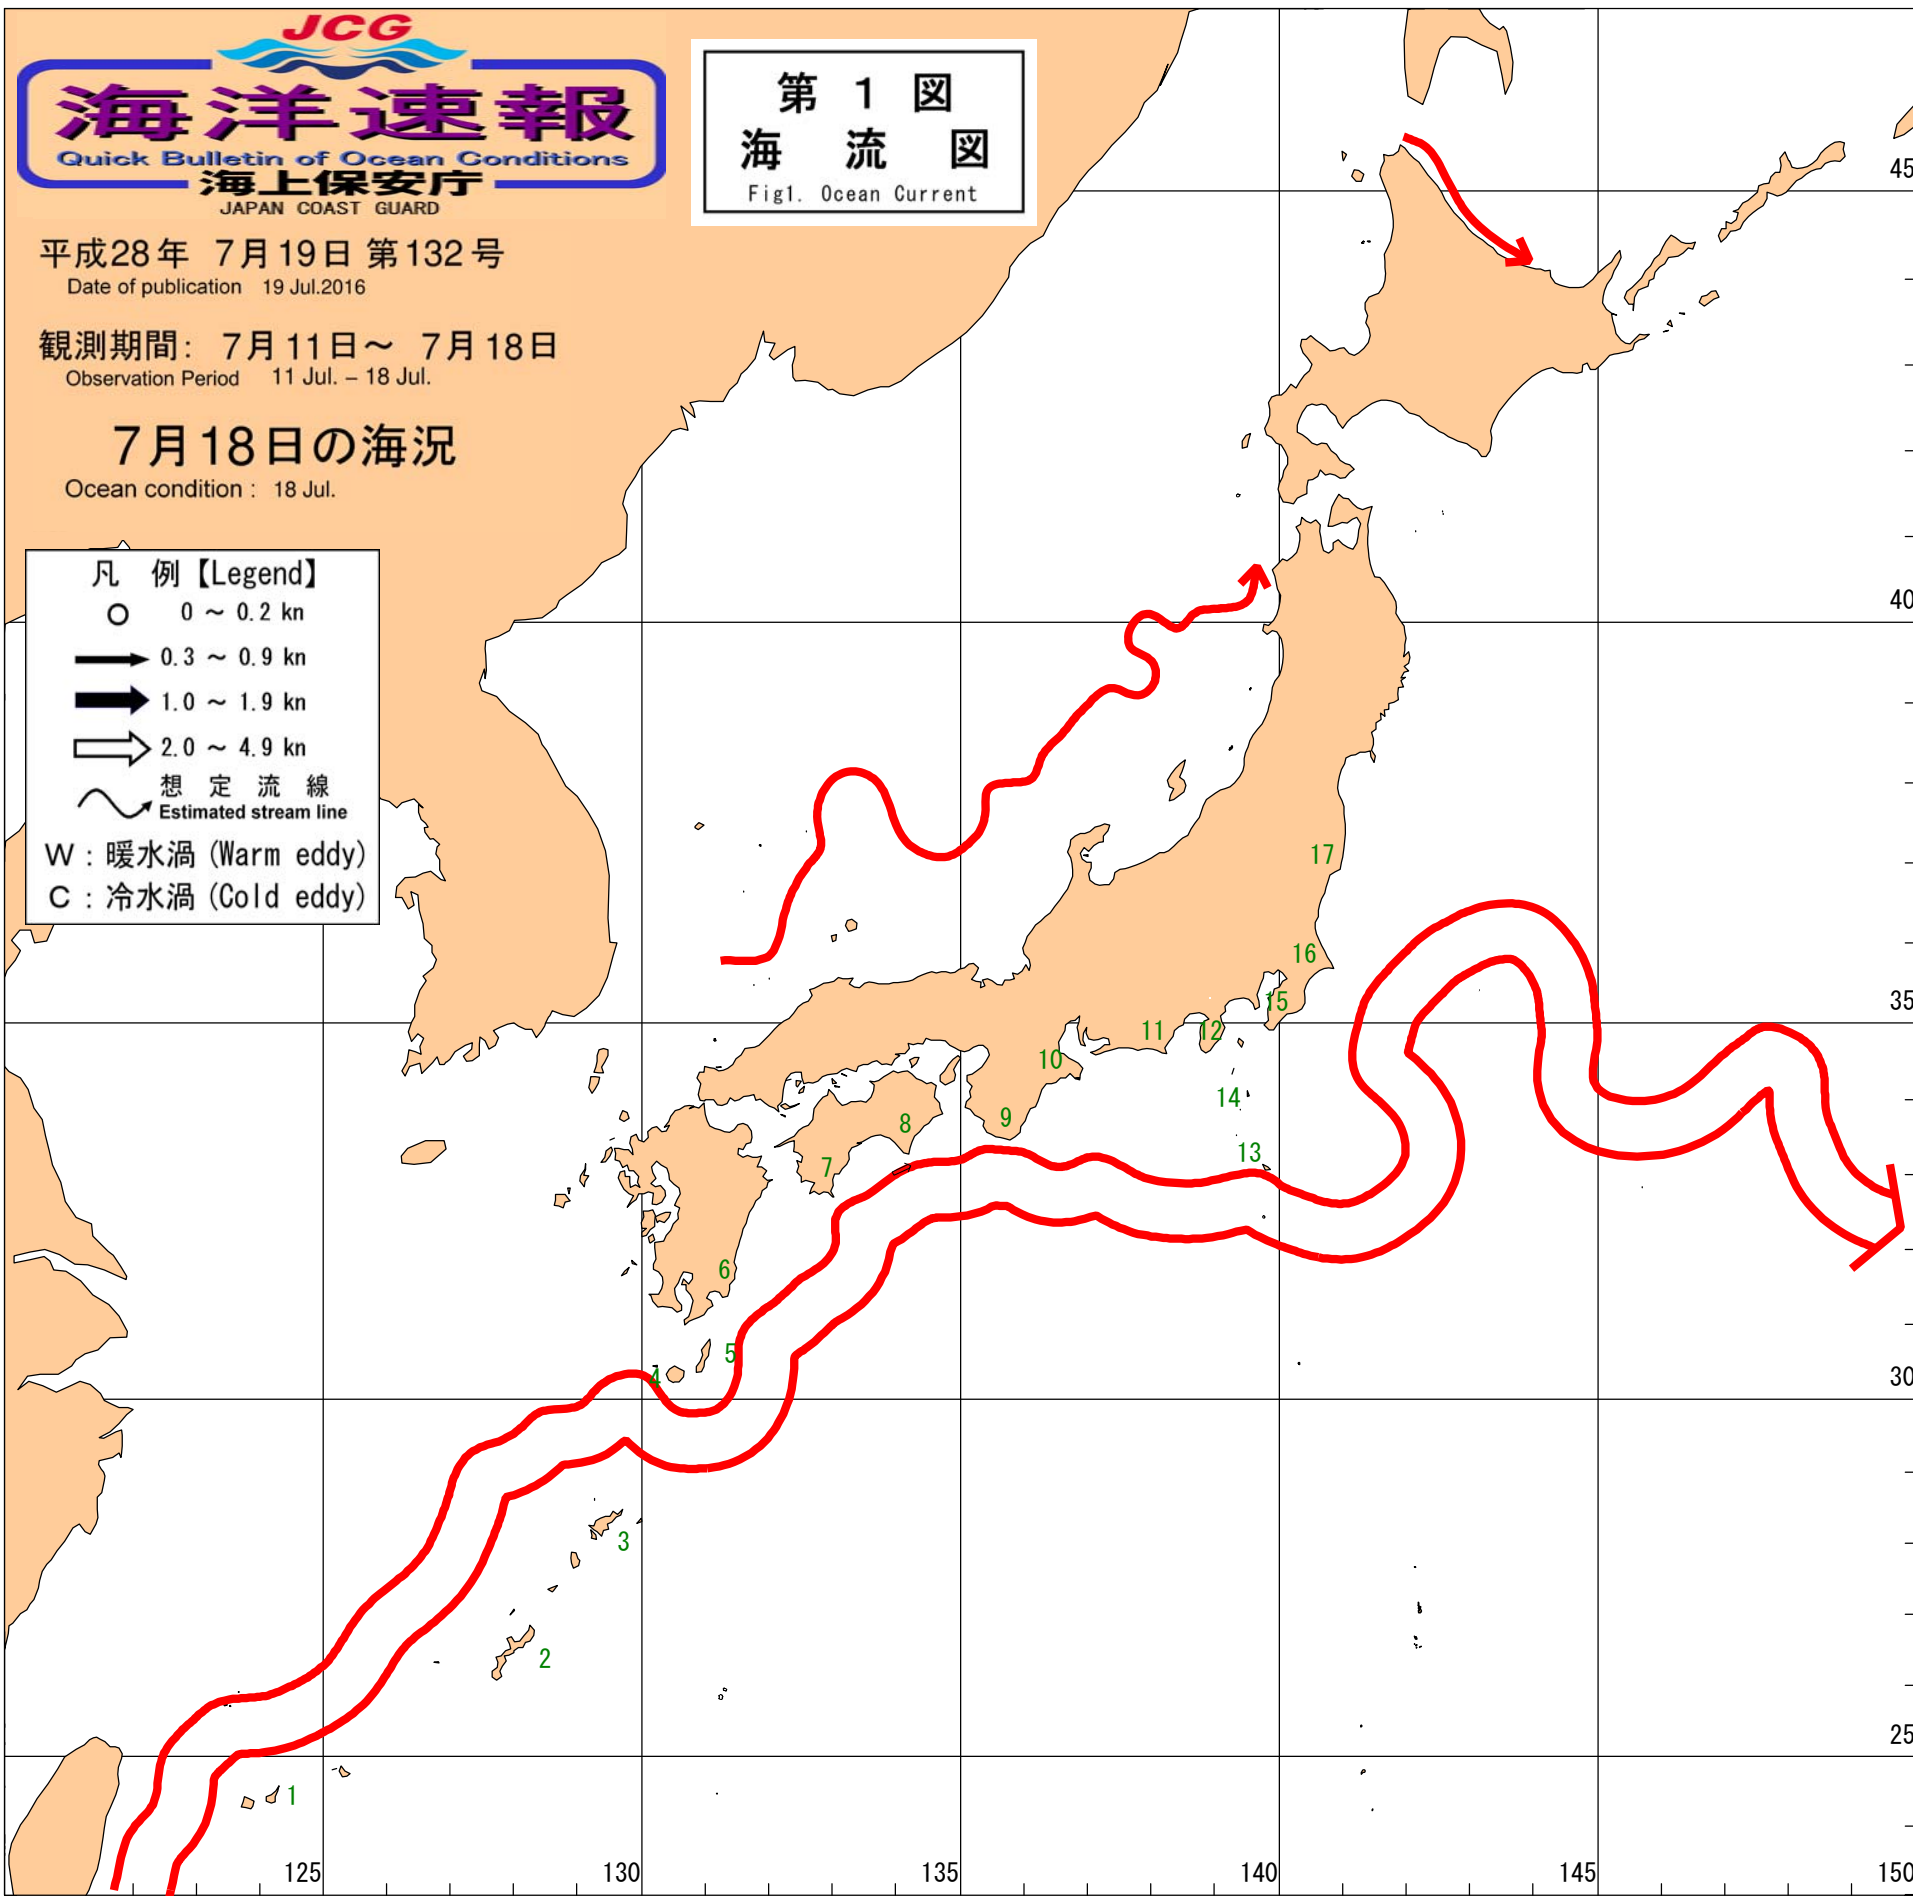 JCG
海洋速報
Quick Bulletin of Ocean Conditions
海上保安庁
JAPAN COAST GUARD
第 1 図
海 流 図
Fig1. Ocean Current
平成28年 7月19日 第132号
Date of publication 19 Jul.2016
観測期間: 7月11日～ 7月18日
Observation Period 11 Jul. – 18 Jul.
7月18日の海況
Ocean condition : 18 Jul.
凡 例【Legend】
0 ～ 0.2 kn
0.3 ～ 0.9 kn
1.0 ～ 1.9 kn
2.0 ～ 4.9 kn
想 定 流 線
Estimated stream line
W : 暖水渦 (Warm eddy)
C : 冷水渦 (Cold eddy)
45
40
17
16
35
15
12
11
10
14
9
8
13
7
6
5
4
30
3
2
25
1
125
130
135
140
145
150